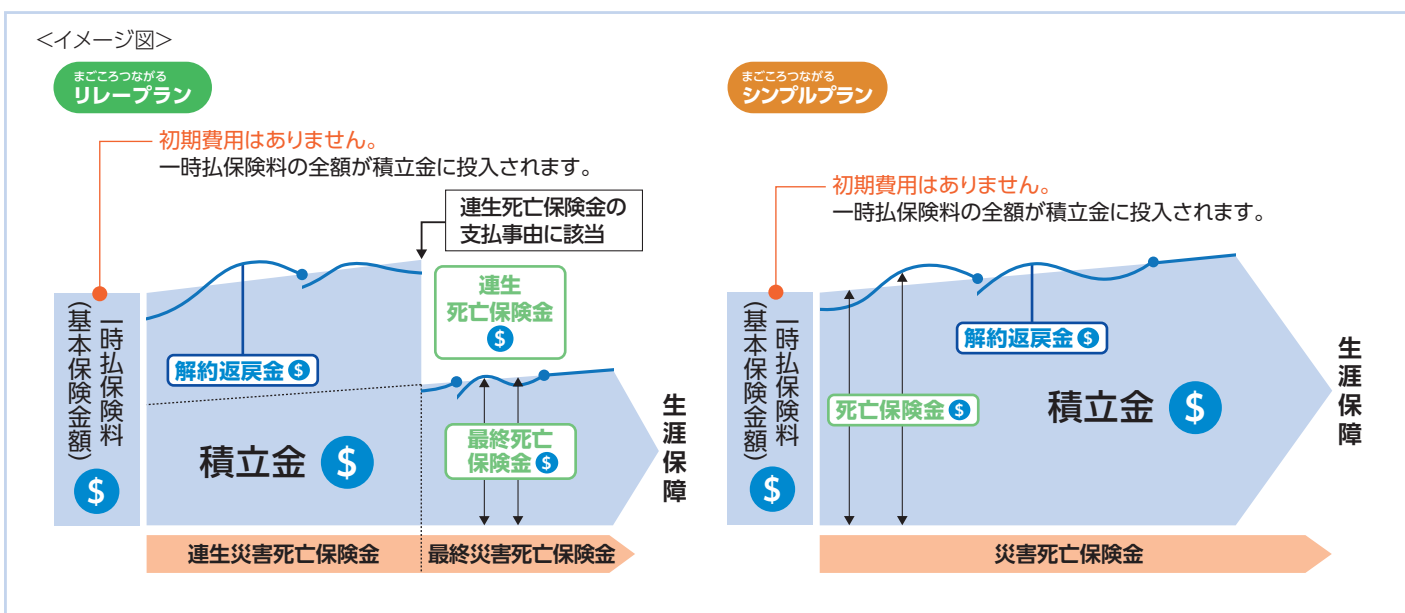 ＜イメージ図＞
まごころつながる
リレープラン
初期費用はありません。
一時払保険料の全額が積立金に投入されます。
連生死亡保険金の
支払事由に該当
一時払保険料
（基本保険金額）
$
解約返戻金 $
連生
死亡保険金
$
積立金 $
最終死亡
保険金 $
生涯保障
連生災害死亡保険金
最終災害死亡保険金
まごころつながる
シンプルプラン
初期費用はありません。
一時払保険料の全額が積立金に投入されます。
一時払保険料
（基本保険金額）
$
解約返戻金 $
死亡保険金 $
積立金 $
生涯保障
災害死亡保険金